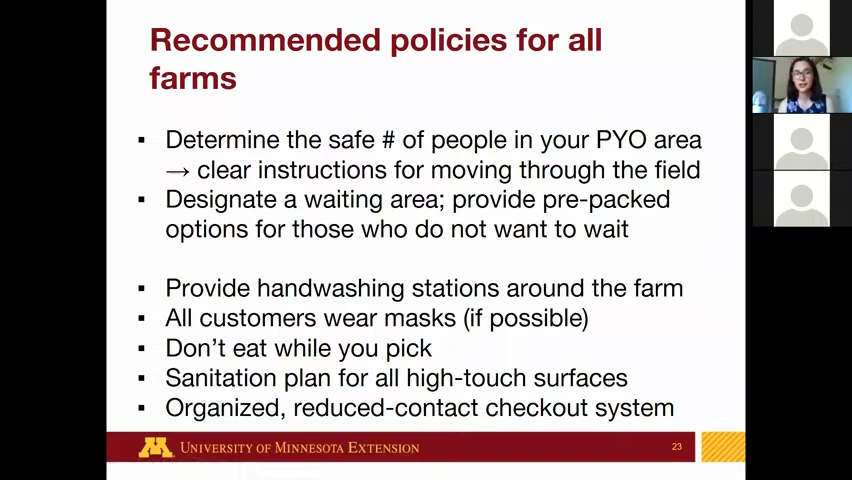 Recommended policies for all
farms
▪ Determine the safe # of people in your PYO area
→ clear instructions for moving through the field
▪ Designate a waiting area; provide pre-packed
options for those who do not want to wait
▪ Provide handwashing stations around the farm
▪ All customers wear masks (if possible)
▪ Don’t eat while you pick
▪ Sanitation plan for all high-touch surfaces
▪ Organized, reduced-contact checkout system
M UNIVERSITY OF MINNESOTA EXTENSION 23